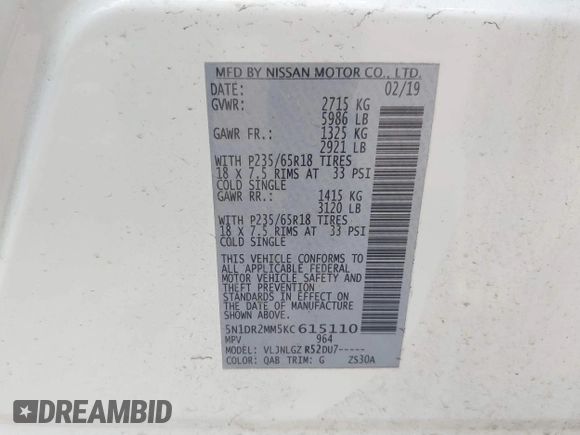 MFD BY NISSAN MOTOR CO., LTD.
DATE: 02/19
GVWR: 2715 KG
5986 LB
GAWR FR.: 1325 KG
2921 LB
WITH P235/65R18 TIRES
18 X 7.5 RIMS AT 33 PSI
COLD SINGLE
GAWR RR.: 1415 KG
3120 LB
WITH P235/65R18 TIRES
18 X 7.5 RIMS AT 33 PSI
COLD SINGLE
THIS VEHICLE CONFORMS TO
ALL APPLICABLE FEDERAL
MOTOR VEHICLE SAFETY AND
THEFT PREVENTION
STANDARDS IN EFFECT ON
THE DATE OF MANUFACTURE
SHOWN ABOVE.
5N1DR2MM5KC615110
MPV 964
MODEL: VLJNLGZ R52DU7-----
COLOR: QAB TRIM: G ZS30A
DREAMBID